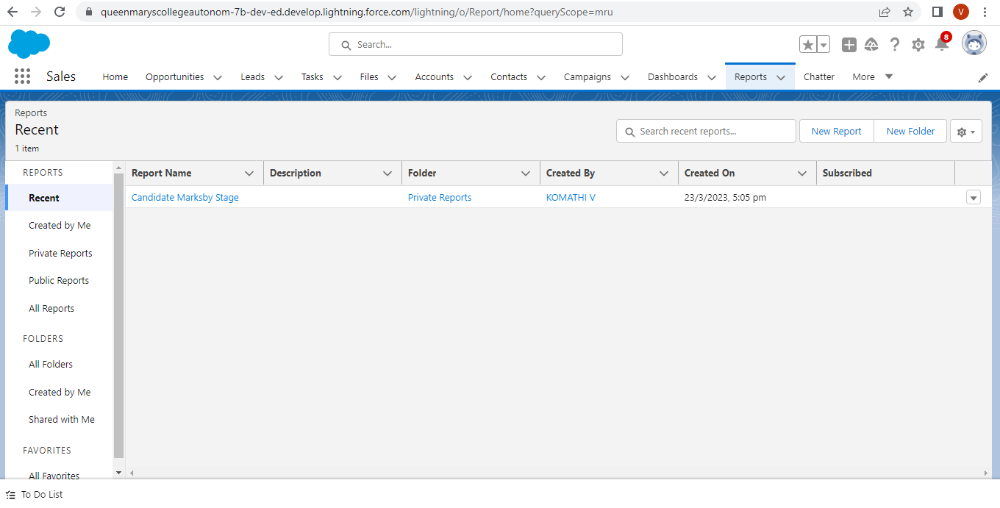 queenmaryscollegeautonom-7b-dev-ed.develop.lightning.force.com/lightning/o/Report/home?queryScope=mru
V
Search...
8
Sales Home Opportunities Leads Tasks Files Accounts Contacts Campaigns Dashboards Reports Chatter More
Reports
Recent
1 item
Search recent reports...
New Report New Folder
REPORTS
Recent
Created by Me
Private Reports
Public Reports
All Reports
FOLDERS
All Folders
Created by Me
Shared with Me
FAVORITES
All Favorites
Report Name Description Folder Created By Created On Subscribed
Candidate Marksby Stage Private Reports KOMATHI V 23/3/2023, 5:05 pm
To Do List